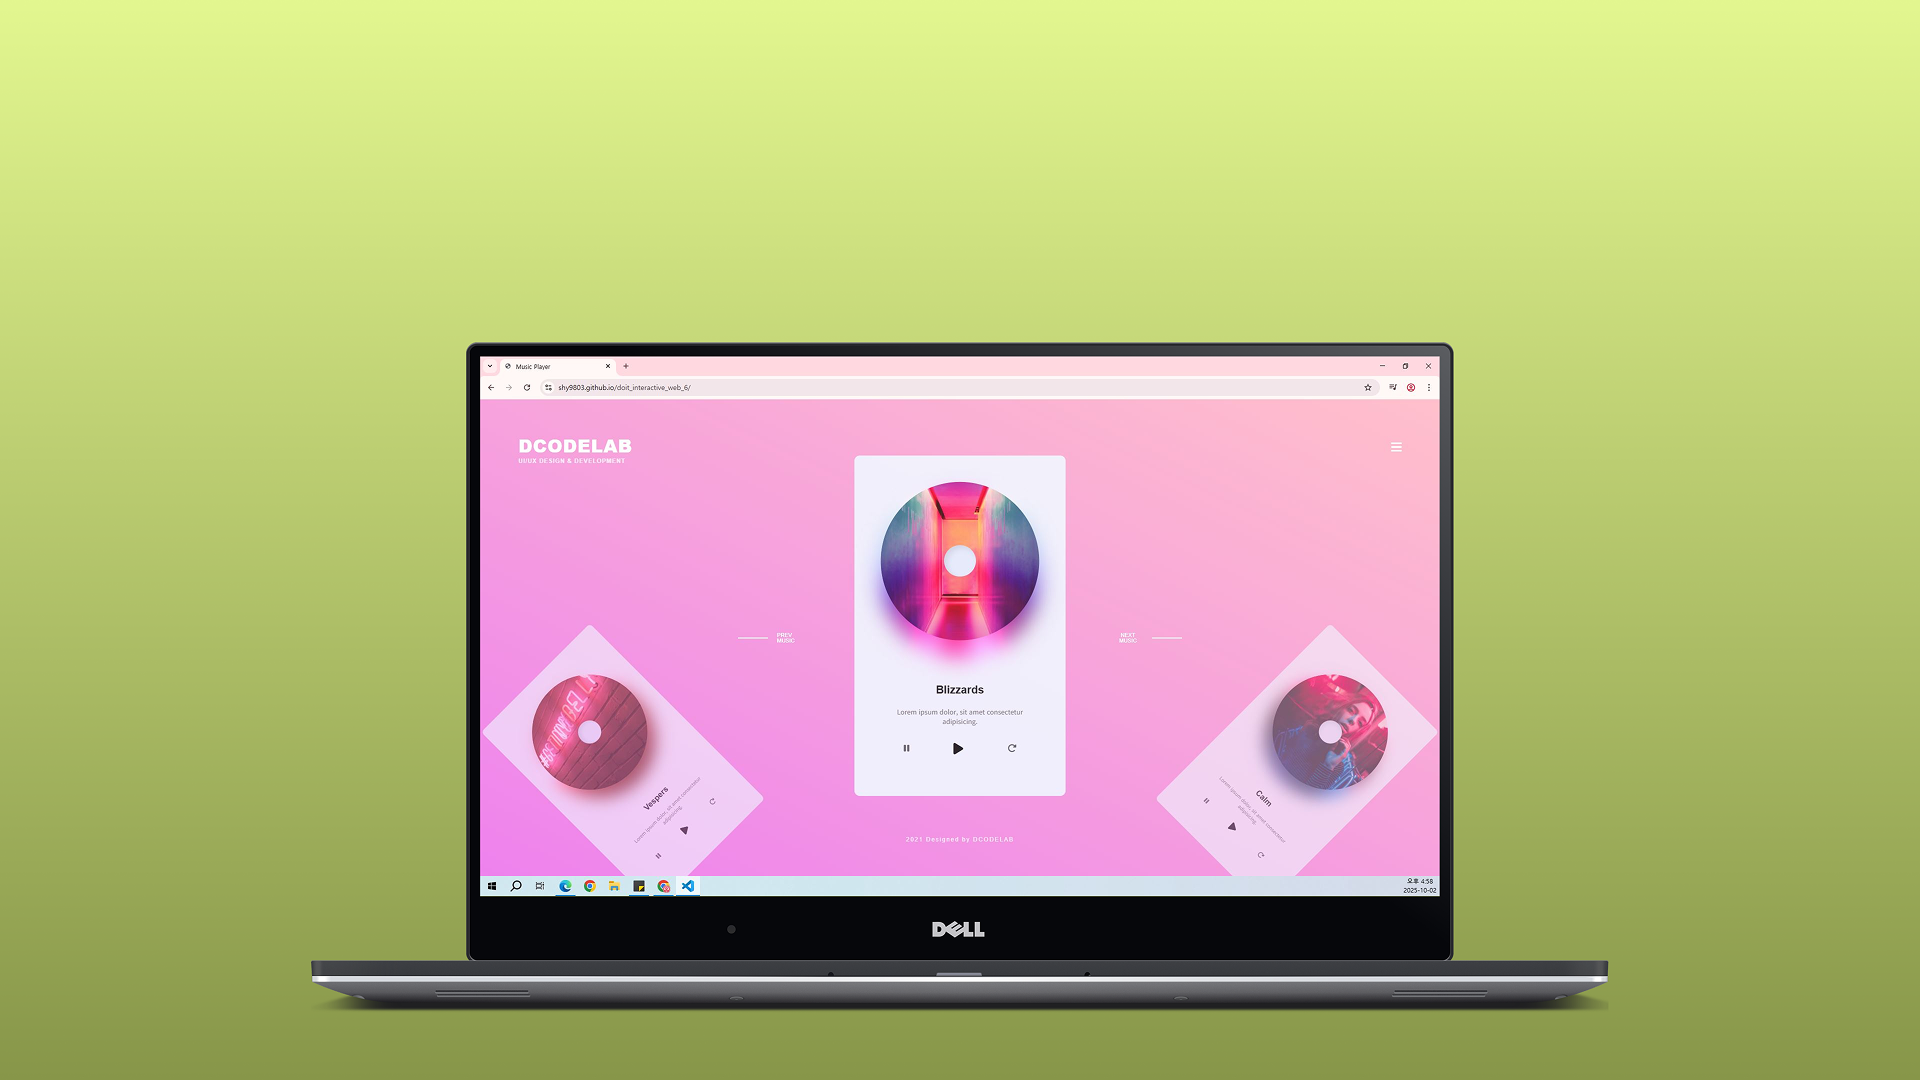 Music Player
shy9803.github.io/doit_interactive_web_6/
DCODELAB
UI/UX DESIGN & DEVELOPMENT
PREV
MUSIC
NEXT
MUSIC
Blizzards
Lorem ipsum dolor, sit amet consectetur
adipisicing.
Vespers
Lorem ipsum dolor, sit amet consectetur
adipisicing.
Calm
Lorem ipsum dolor, sit amet consectetur
adipisicing.
2021 Designed by DCODELAB
오후 4:58
2025-10-02
DELL